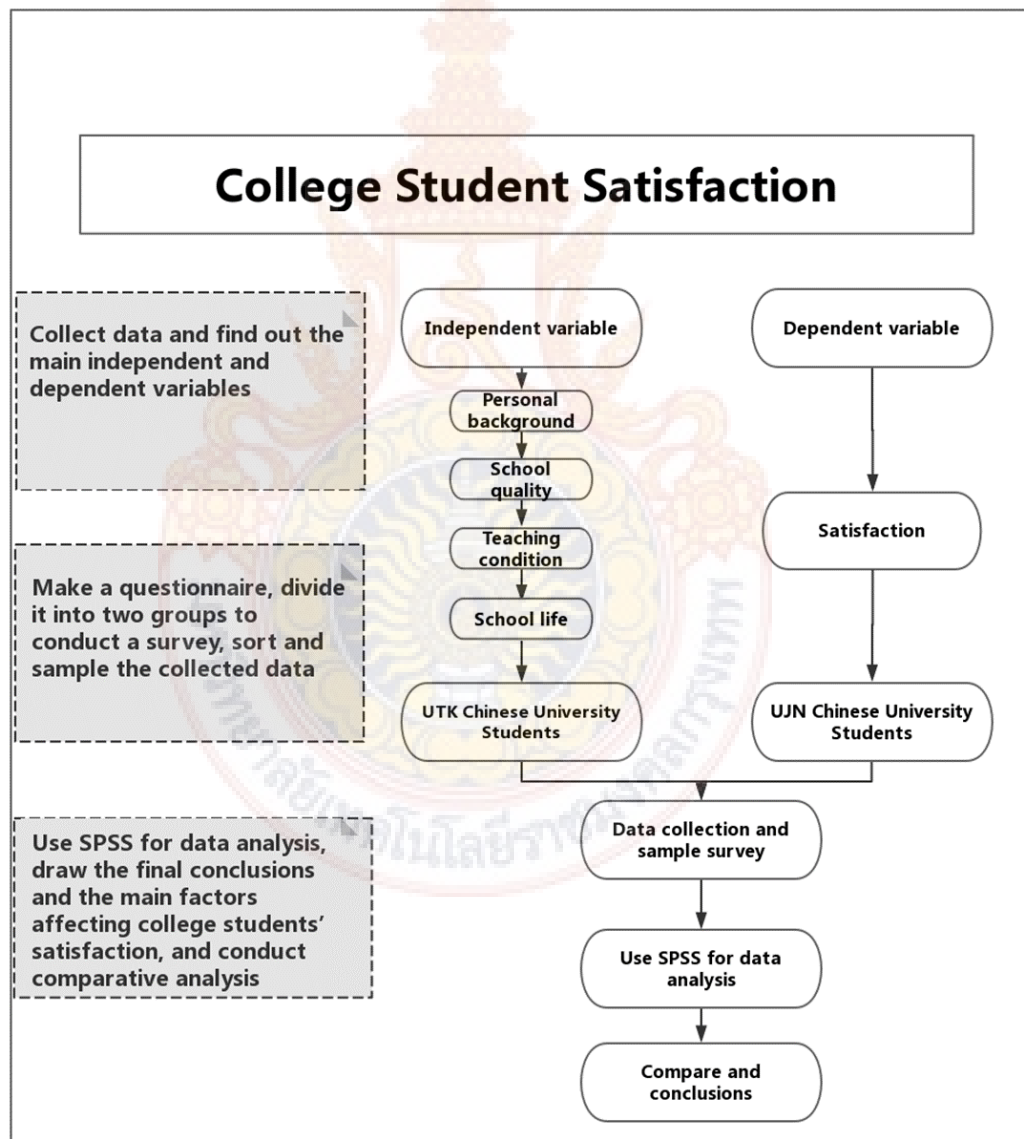 College Student Satisfaction
Collect data and find out the
main independent and
dependent variables
Independent variable
Dependent variable
Personal
background
School
quality
Teaching
condition
School life
Satisfaction
Make a questionnaire, divide
it into two groups to
conduct a survey, sort and
sample the collected data
UTK Chinese University
Students
UJN Chinese University
Students
Use SPSS for data analysis,
draw the final conclusions
and the main factors
affecting college students’
satisfaction, and conduct
comparative analysis
Data collection and
sample survey
Use SPSS for data
analysis
Compare and
conclusions